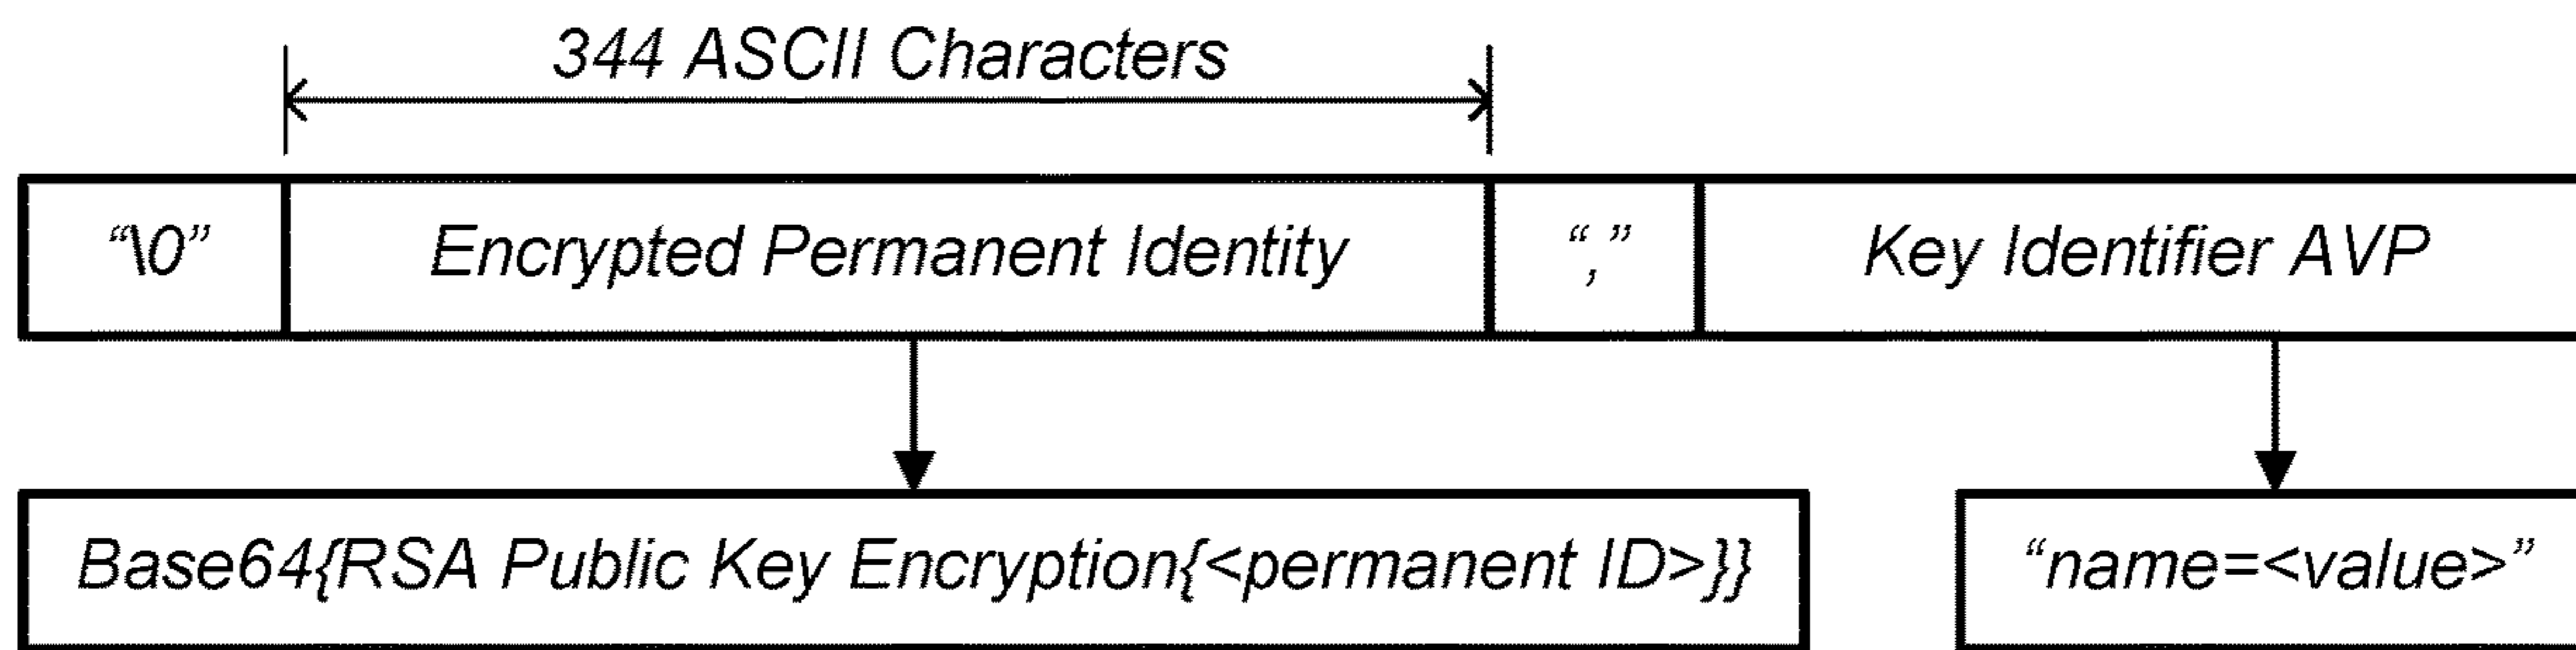 344 ASCII Characters
“\0” Encrypted Permanent Identity “,” Key Identifier AVP
Base64{RSA Public Key Encryption{<permanent ID>}} “name=<value>”